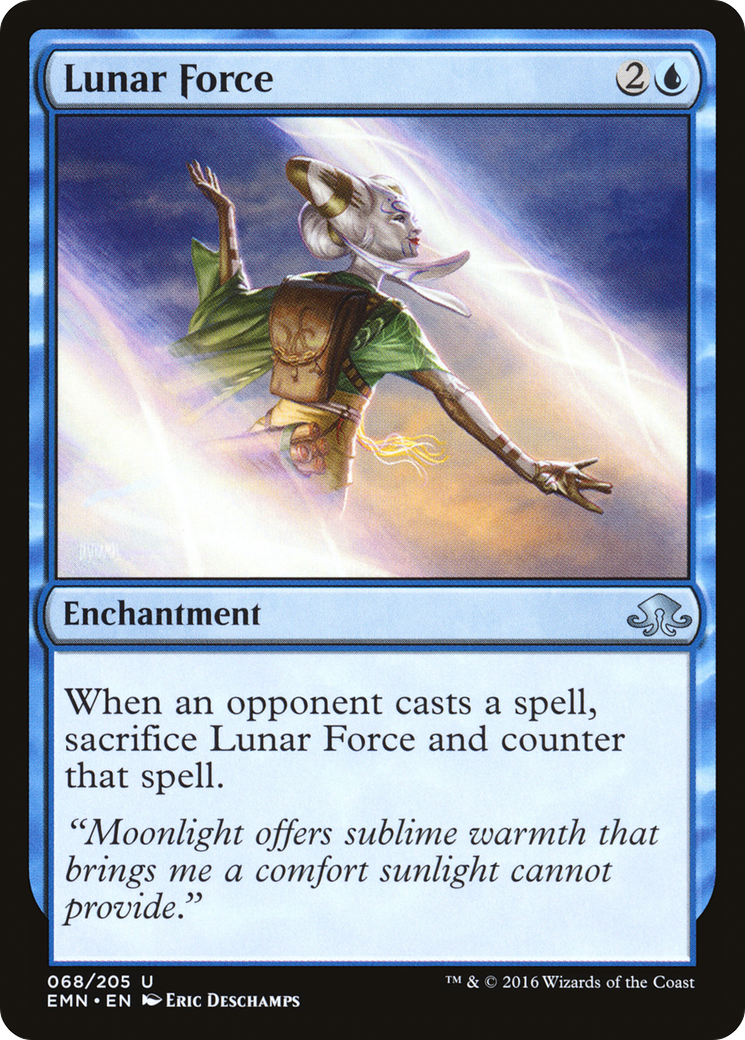 Lunar Force
2
Enchantment
When an opponent casts a spell,
sacrifice Lunar Force and counter
that spell.
“Moonlight offers sublime warmth that
brings me a comfort sunlight cannot
provide.”
068/205 U
EMN • EN Eric Deschamps
™ & © 2016 Wizards of the Coast